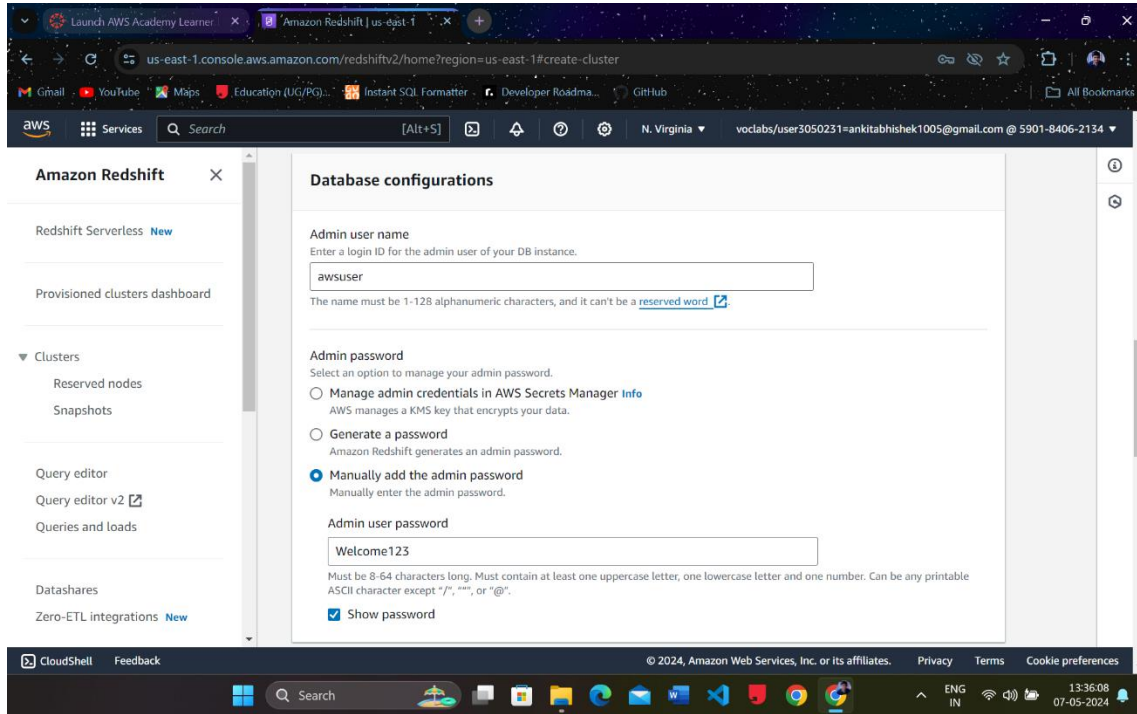 Launch AWS Academy Learner
Amazon Redshift | us-east-1
us-east-1.console.aws.amazon.com/redshiftv2/home?region=us-east-1#create-cluster
Gmail YouTube Maps Education (UG/PG)... Instant SQL Formatter Developer Roadma... GitHub All Bookmarks
aws Services Search [Alt+S] N. Virginia ▼ voclabs/user3050231=ankitabhishek1005@gmail.com @ 5901-8406-2134 ▼
Amazon Redshift
Redshift Serverless New
Provisioned clusters dashboard
Clusters
Reserved nodes
Snapshots
Query editor
Query editor v2
Queries and loads
Datashares
Zero-ETL integrations New
Database configurations
Admin user name
Enter a login ID for the admin user of your DB instance.
awsuser
The name must be 1-128 alphanumeric characters, and it can't be a reserved word.
Admin password
Select an option to manage your admin password.
Manage admin credentials in AWS Secrets Manager Info
AWS manages a KMS key that encrypts your data.
Generate a password
Amazon Redshift generates an admin password.
Manually add the admin password
Manually enter the admin password.
Admin user password
Welcome123
Must be 8-64 characters long. Must contain at least one uppercase letter, one lowercase letter and one number. Can be any printable
ASCII character except "/", """, or "@".
Show password
CloudShell Feedback © 2024, Amazon Web Services, Inc. or its affiliates. Privacy Terms Cookie preferences
Search
ENG
IN
13:36:08
07-05-2024